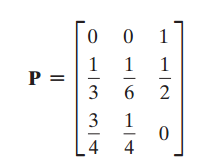 P = [ 0 0 1
1/3 1/6 1/2
3/4 1/4 0 ]